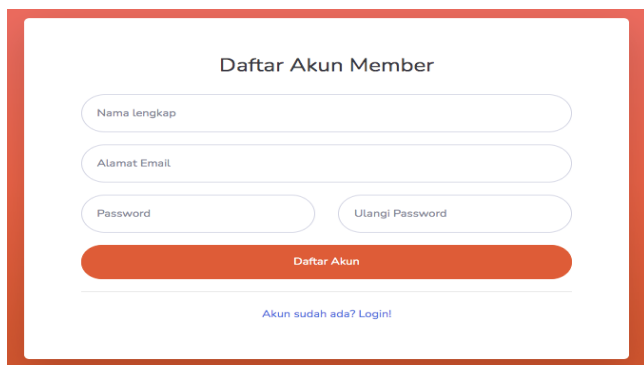 Daftar Akun Member
Nama lengkap
Alamat Email
Password
Ulangi Password
Daftar Akun
Akun sudah ada? Login!